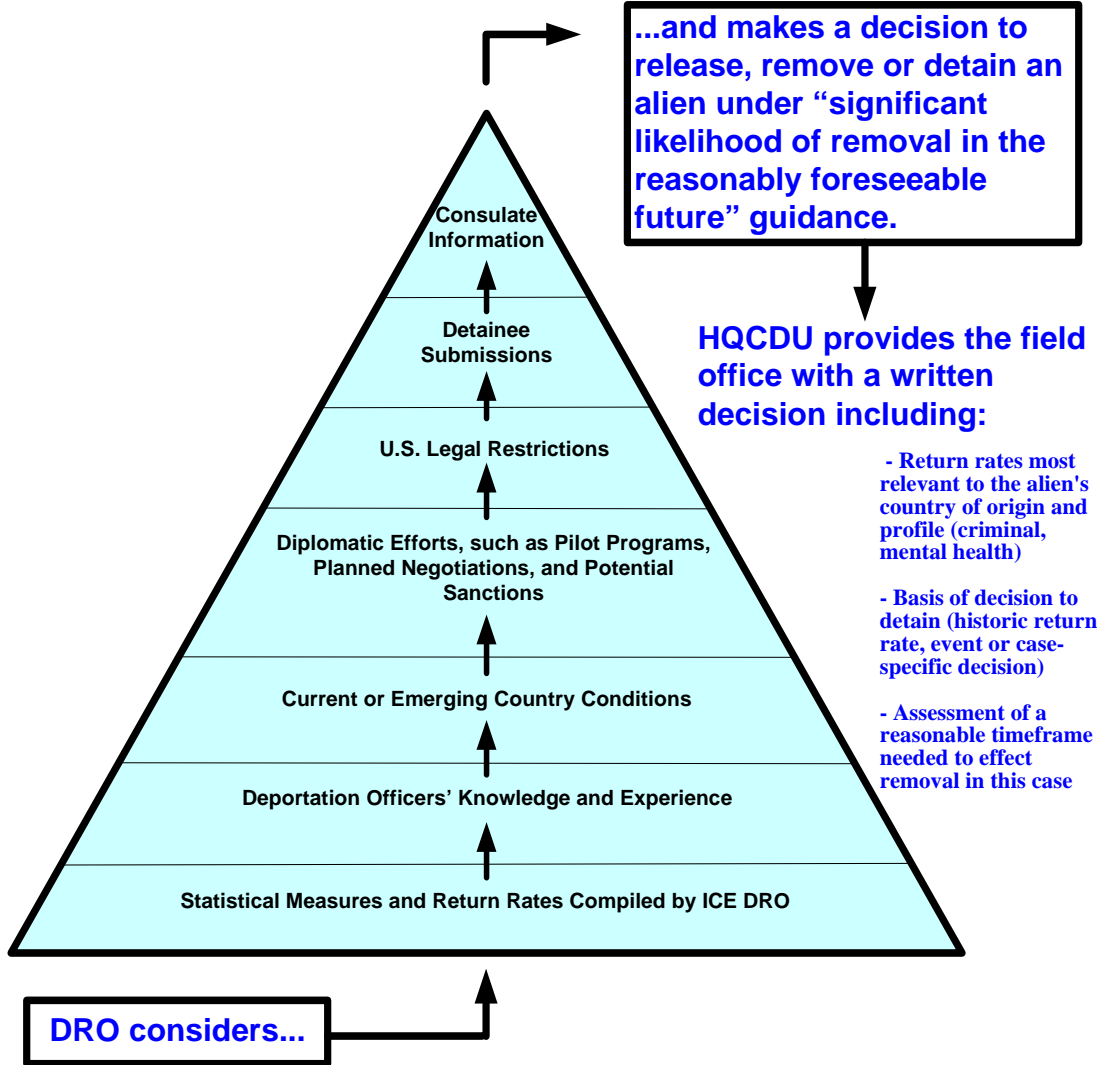 ...and makes a decision to
release, remove or detain an
alien under “significant
likelihood of removal in the
reasonably foreseeable
future” guidance.
Consulate
Information
Detainee
Submissions
U.S. Legal Restrictions
Diplomatic Efforts, such as Pilot Programs,
Planned Negotiations, and Potential
Sanctions
Current or Emerging Country Conditions
Deportation Officers’ Knowledge and Experience
Statistical Measures and Return Rates Compiled by ICE DRO
DRO considers...
HQCDU provides the field
office with a written
decision including:
- Return rates most
relevant to the alien's
country of origin and
profile (criminal,
mental health)
- Basis of decision to
detain (historic return
rate, event or case-
specific decision)
- Assessment of a
reasonable timeframe
needed to effect
removal in this case